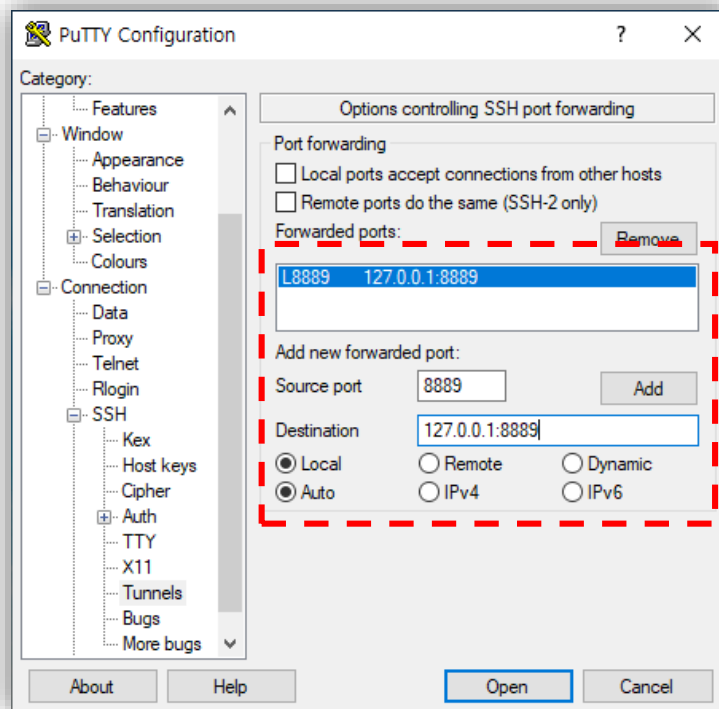 PuTTY Configuration
?
Category:
Features
Window
Appearance
Behaviour
Translation
Selection
Colours
Connection
Data
Proxy
Telnet
Rlogin
SSH
Kex
Host keys
Cipher
Auth
TTY
X11
Tunnels
Bugs
More bugs
Options controlling SSH port forwarding
Port forwarding
Local ports accept connections from other hosts
Remote ports do the same (SSH-2 only)
Forwarded ports:
Remove
L8889 127.0.0.1:8889
Add new forwarded port:
Source port 8889 Add
Destination 127.0.0.1:8889
Local Remote Dynamic
Auto IPv4 IPv6
About Help Open Cancel